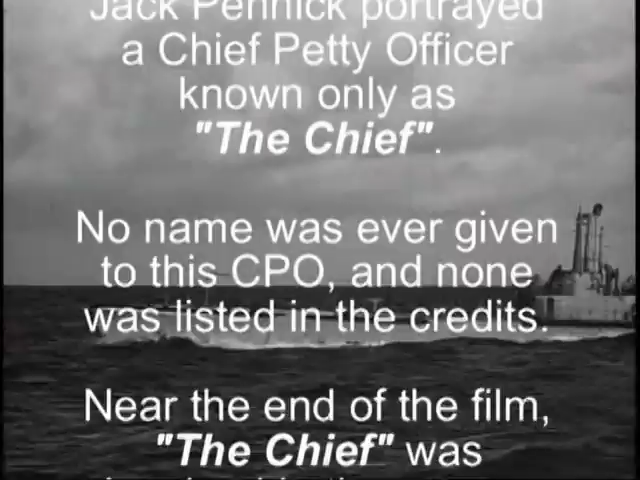 Jack Pennick portrayed
a Chief Petty Officer
known only as
"The Chief".
No name was ever given
to this CPO, and none
was listed in the credits.
Near the end of the film,
"The Chief" was